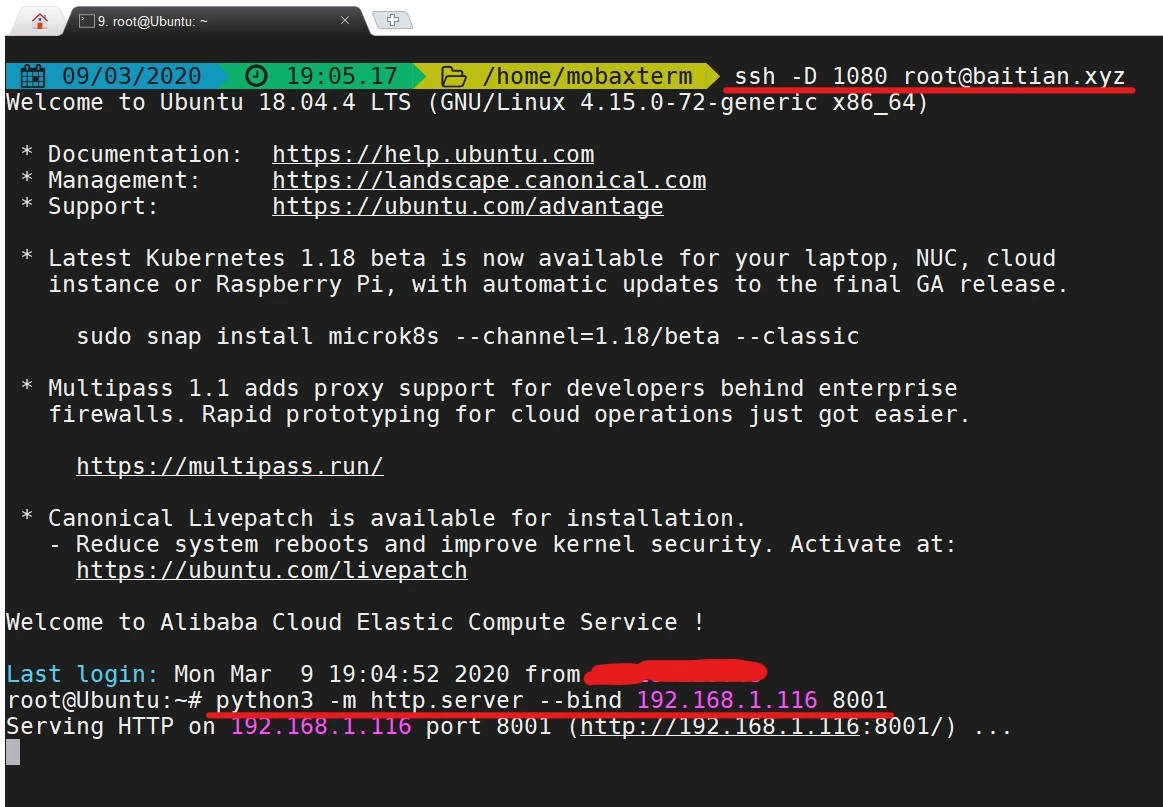 9. root@Ubuntu: ~
09/03/2020 19:05.17 /home/mobaxterm ssh -D 1080 root@baitian.xyz
Welcome to Ubuntu 18.04.4 LTS (GNU/Linux 4.15.0-72-generic x86_64)
* Documentation: https://help.ubuntu.com
* Management: https://landscape.canonical.com
* Support: https://ubuntu.com/advantage
* Latest Kubernetes 1.18 beta is now available for your laptop, NUC, cloud
instance or Raspberry Pi, with automatic updates to the final GA release.
sudo snap install microk8s --channel=1.18/beta --classic
* Multipass 1.1 adds proxy support for developers behind enterprise
firewalls. Rapid prototyping for cloud operations just got easier.
https://multipass.run/
* Canonical Livepatch is available for installation.
- Reduce system reboots and improve kernel security. Activate at:
https://ubuntu.com/livepatch
Welcome to Alibaba Cloud Elastic Compute Service !
Last login: Mon Mar  9 19:04:52 2020 from
root@Ubuntu:~# python3 -m http.server --bind 192.168.1.116 8001
Serving HTTP on 192.168.1.116 port 8001 (http://192.168.1.116:8001/) ...